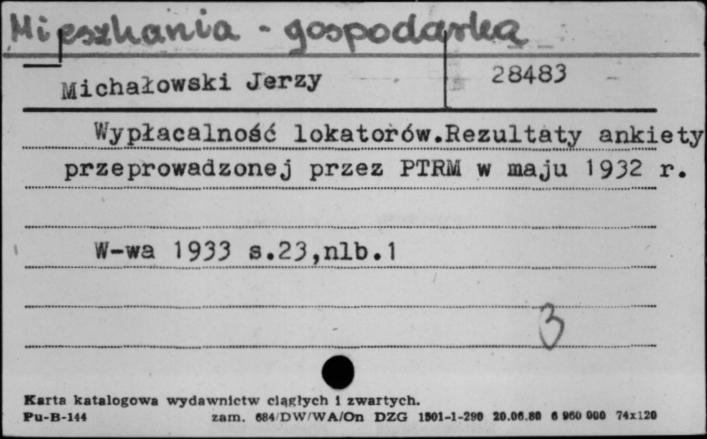 Mieszkania - gospodarka
Michałowski Jerzy 28483
Wypłacalność lokatorów.Rezultaty ankiety
przeprowadzonej przez PTRM w maju 1932 r.
W-wa 1933 s.23,nlb.1
3
Karta katalogowa wydawnictw ciągłych i zwartych.
Pu-B-144 zam. 684/DW/WA/On DZG 1801-1-290 20.06.80 6 960 000 74x120